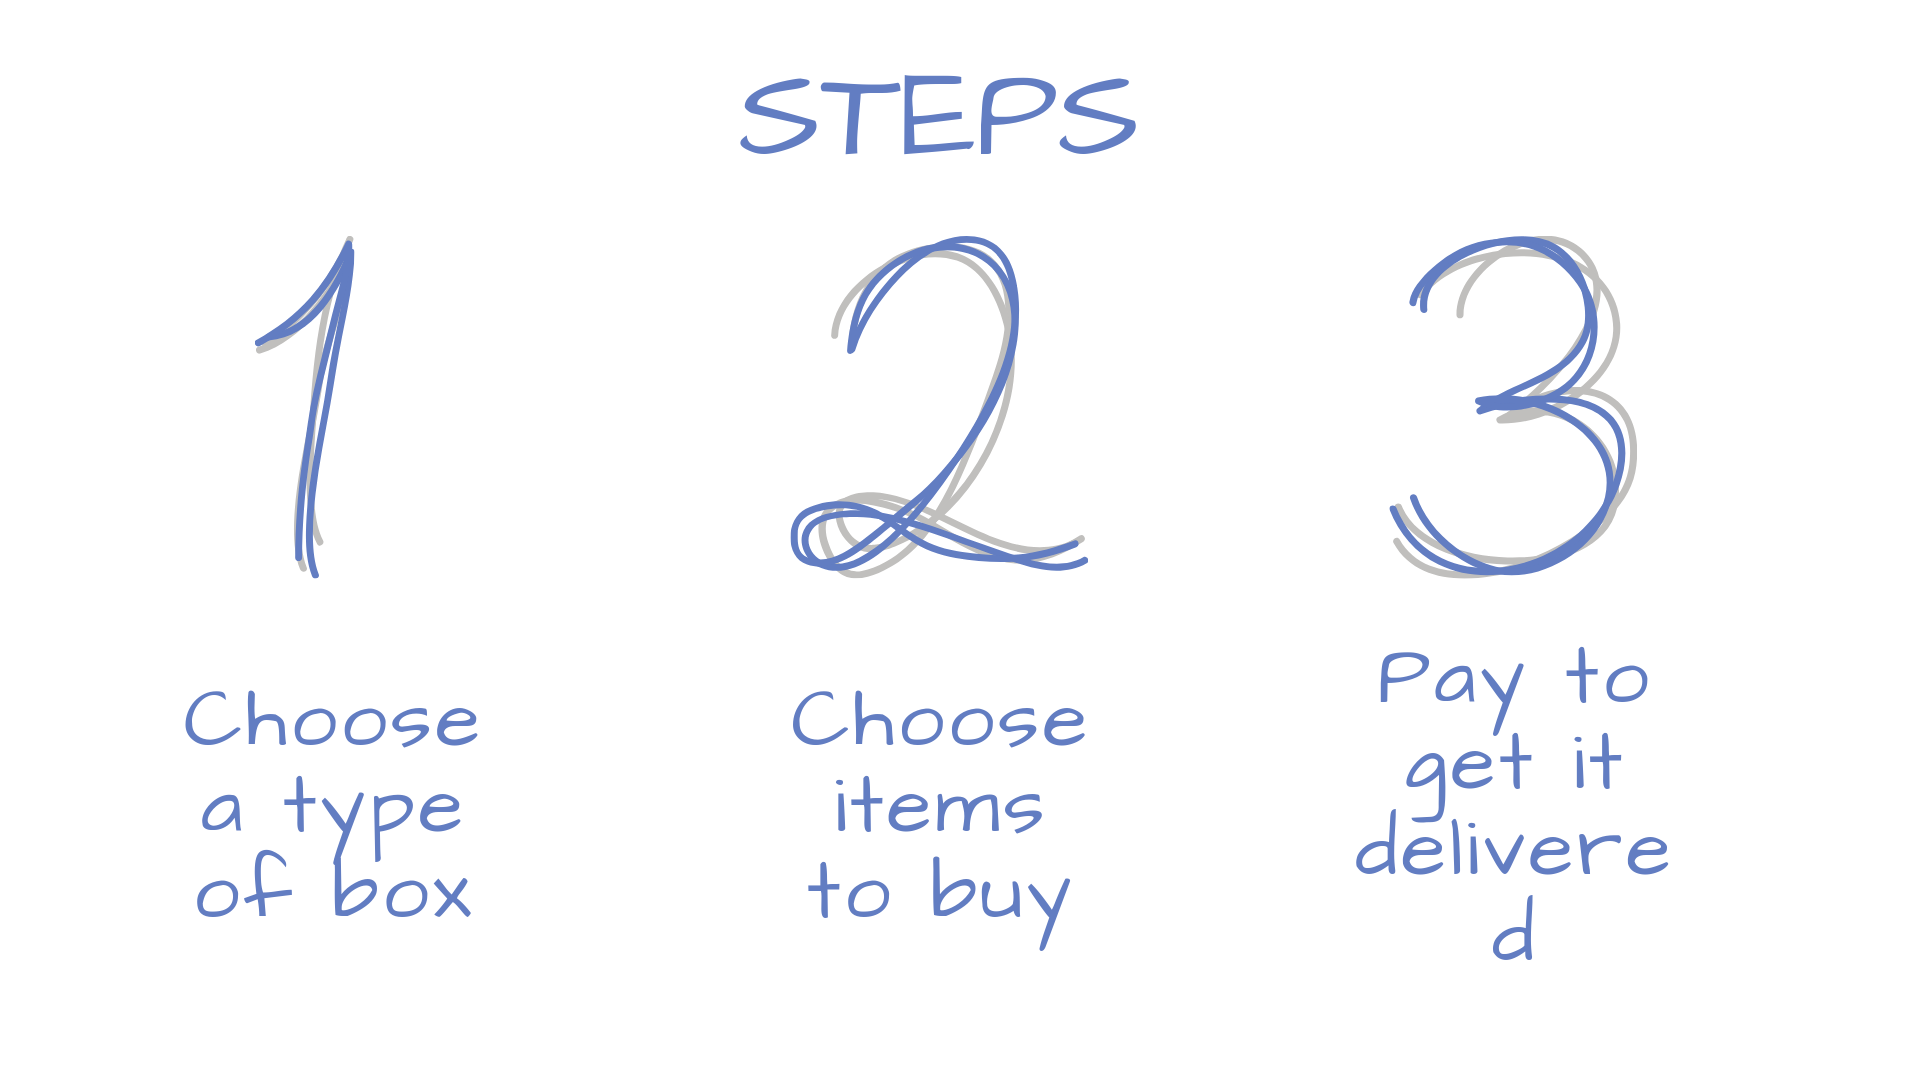 STEPS
1
2
3
Choose
a type
of box
Choose
items
to buy
Pay to
get it
delivere
d